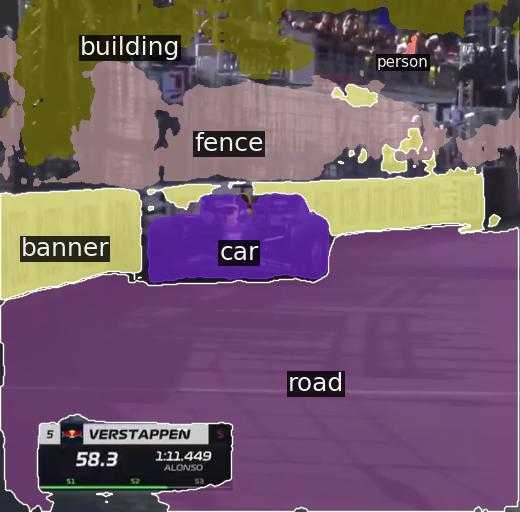 building
person
fence
banner
car
road
5 VERSTAPPEN 5
58.3 1:11.449
ALONSO
S1 S2 S3